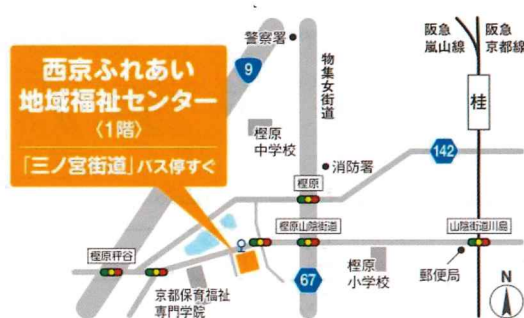 西京ふれあい
地域福祉センター
〈1階〉
「三ノ宮街道」バス停すぐ
警察署
9
物集女街道
阪急
嵐山線
阪急
京都線
桂
樫原
中学校
消防署
142
樫原
樫原秤谷
樫原山陰街道
山陰街道川島
67
樫原
小学校
郵便局
京都保育福祉
専門学院
N